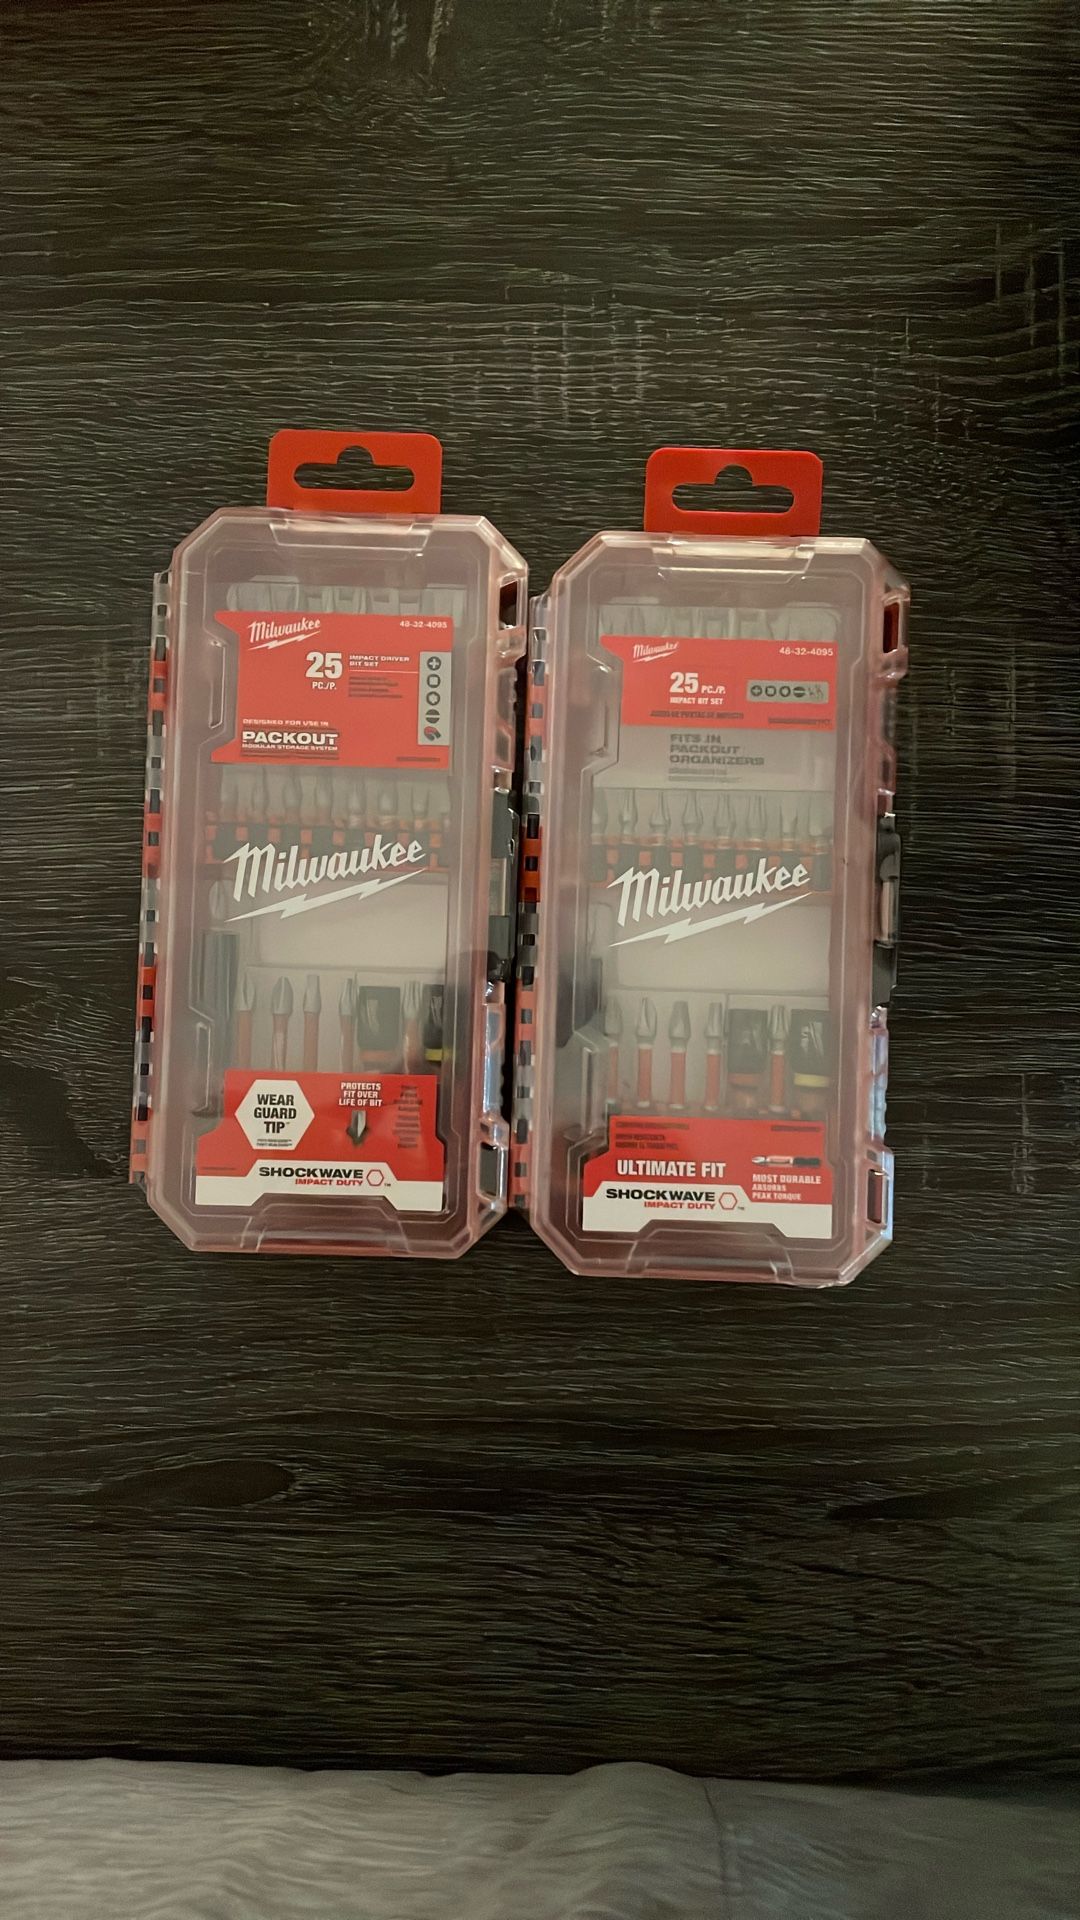 Milwaukee
48-32-4095
25
PC./P.
IMPACT DRIVER
BIT SET
DESIGNED FOR USE IN
PACKOUT
MODULAR STORAGE SYSTEM
Milwaukee
WEAR
GUARD
TIP
PROTECTS
FIT OVER
LIFE OF BIT
SHOCKWAVE
IMPACT DUTY™
Milwaukee
48-32-4095
25 PC./P.
IMPACT BIT SET
FITS IN
PACKOUT
ORGANIZERS
Milwaukee
ULTIMATE FIT
MOST DURABLE
ABSORBS
PEAK TORQUE
SHOCKWAVE
IMPACT DUTY™